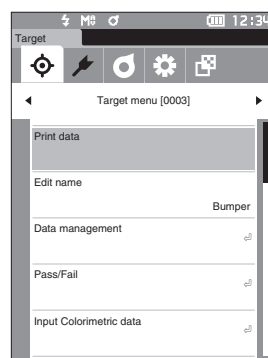 12:34
Target
Target menu [0003]
Print data
Edit name
Bumper
Data management
Pass/Fail
Input Colorimetric data